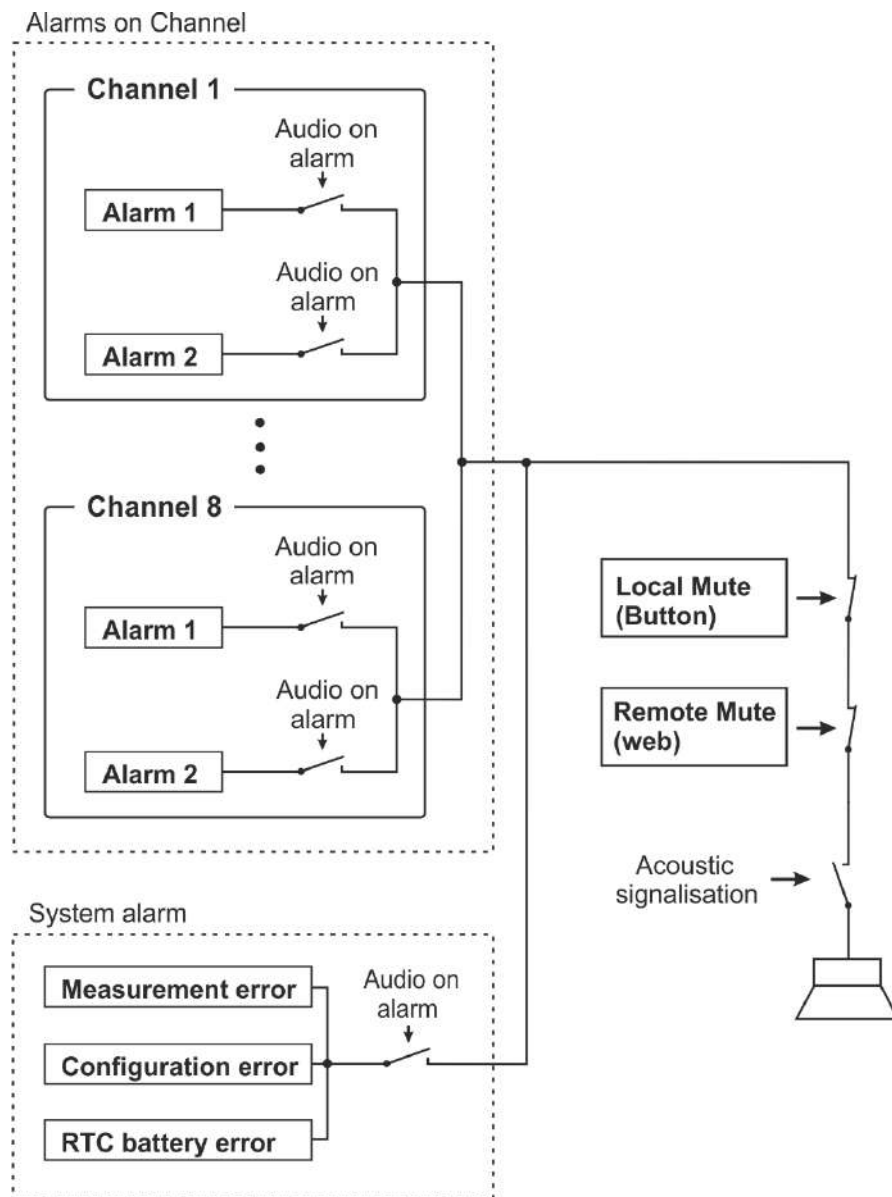 Alarms on Channel
Channel 1
Audio on
alarm
Alarm 1
Audio on
alarm
Alarm 2
Channel 8
Audio on
alarm
Alarm 1
Audio on
alarm
Alarm 2
Local Mute
(Button)
Remote Mute
(web)
Acoustic
signalisation
System alarm
Measurement error
Audio on
alarm
Configuration error
RTC battery error